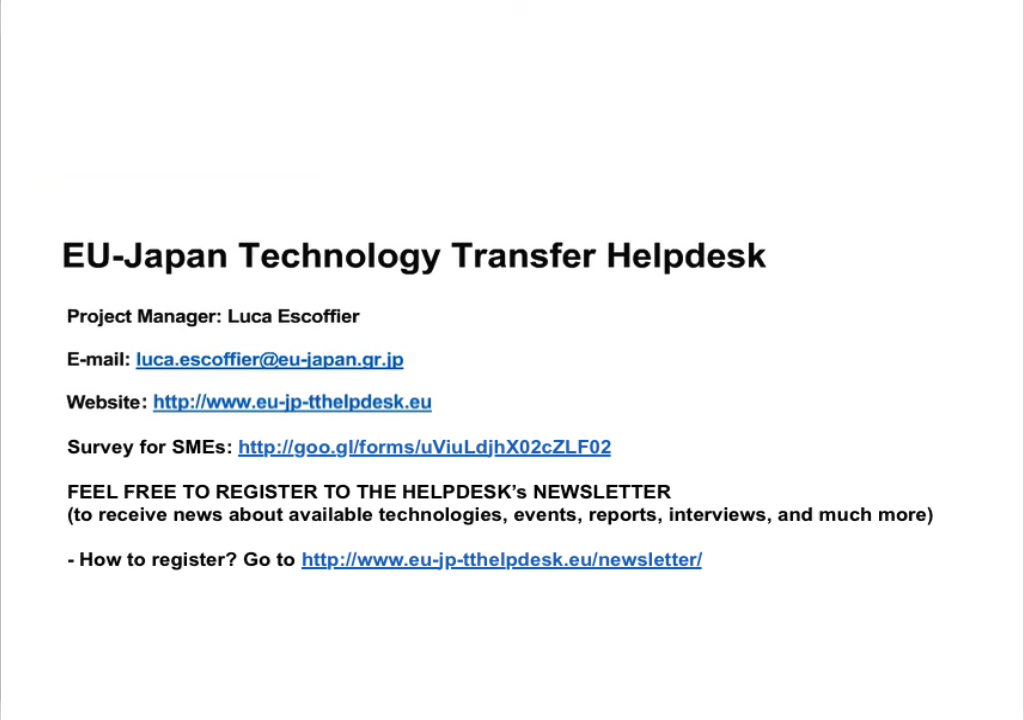 EU-Japan Technology Transfer Helpdesk
Project Manager: Luca Escoffier
E-mail: luca.escoffier@eu-japan.gr.jp
Website: http://www.eu-jp-tthelpdesk.eu
Survey for SMEs: http://goo.gl/forms/uViuLdjhX02cZLF02
FEEL FREE TO REGISTER TO THE HELPDESK’s NEWSLETTER
(to receive news about available technologies, events, reports, interviews, and much more)
- How to register? Go to http://www.eu-jp-tthelpdesk.eu/newsletter/